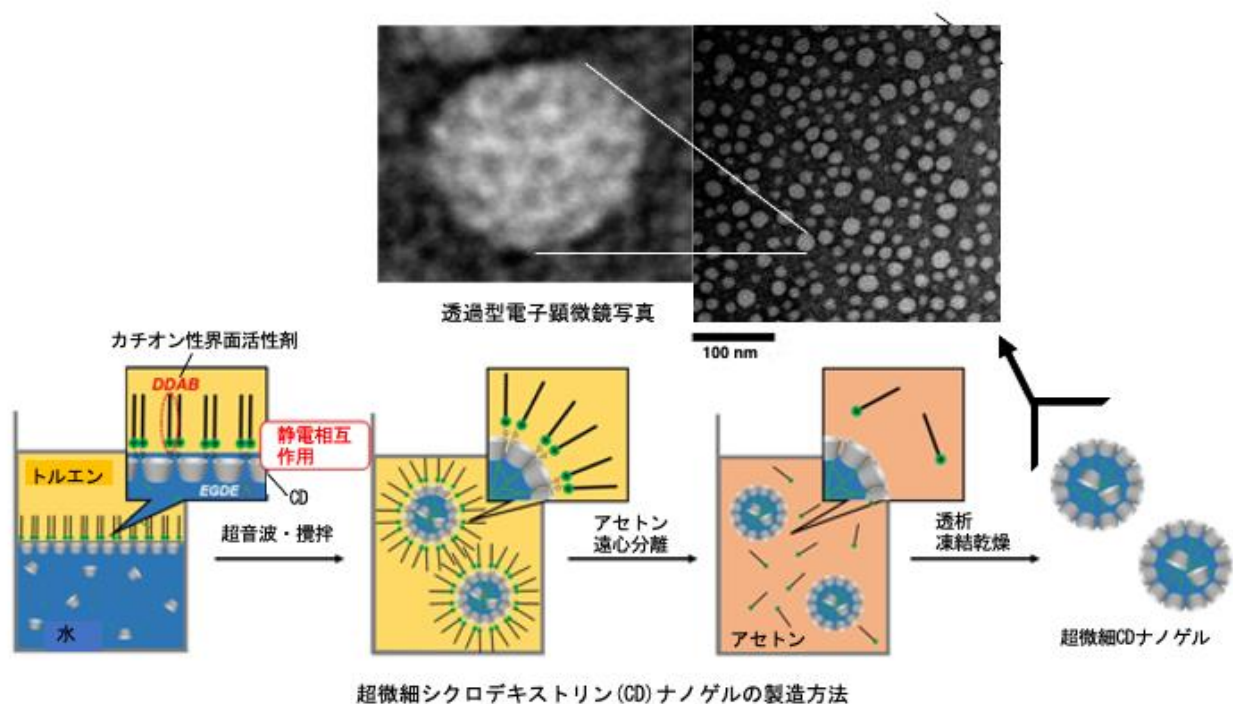 透過型電子顕微鏡写真
100 nm
カチオン性界面活性剤
DDAB
静電相互
作用
トルエン
EGDE
CD
超音波・攪拌
アセトン
遠心分離
透析
凍結乾燥
水
アセトン
超微細CDナノゲル
超微細シクロデキストリン(CD)ナノゲルの製造方法